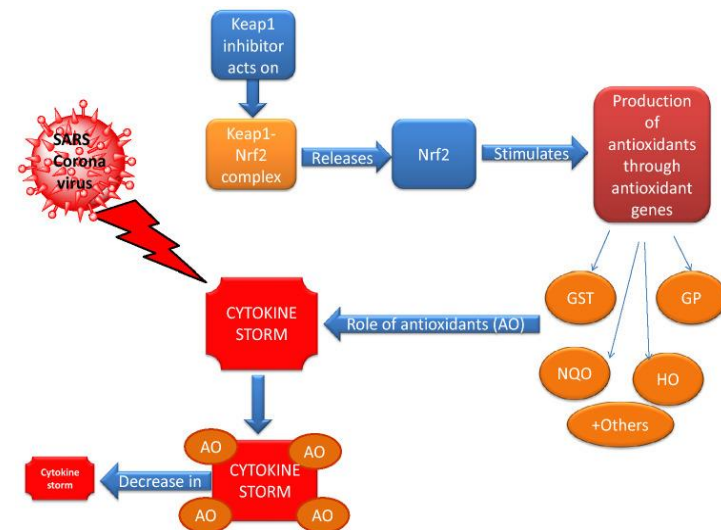 Keap1
inhibitor
acts on
SARS
Corona
virus
Keap1-
Nrf2
complex
Releases
Nrf2
Stimulates
Production
of
antioxidants
through
antioxidant
genes
GST
GP
CYTOKINE
STORM
Role of antioxidants (AO)
NQO
HO
+Others
AO
AO
Cytokine
storm
Decrease in
CYTOKINE
STORM
AO
AO